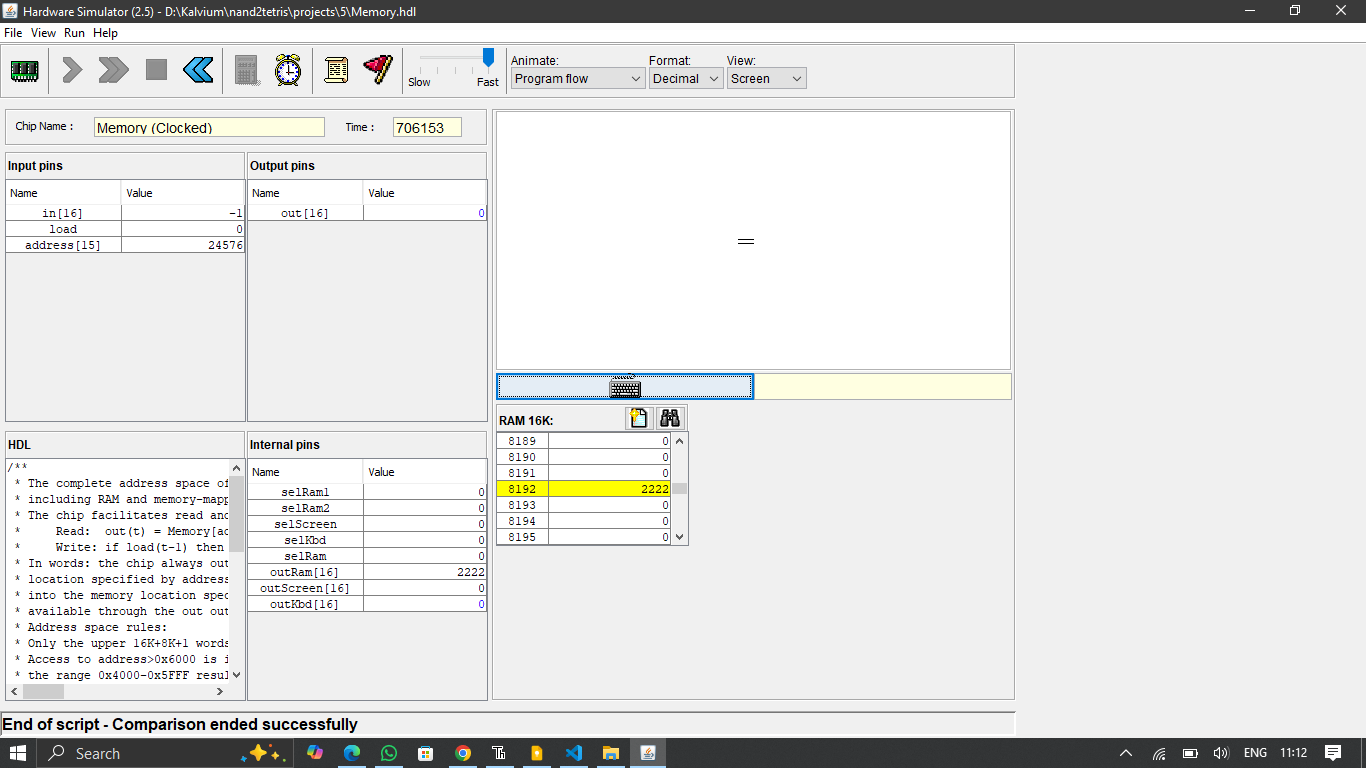 Hardware Simulator (2.5) - D:\Kalvium\nand2tetris\projects\5\Memory.hdl
File View Run Help
Slow Fast
Animate: Format: View:
Program flow Decimal Screen
Chip Name : Memory (Clocked) Time : 706153
Input pins
Name Value
in[16] -1
load 0
address[15] 24576
Output pins
Name Value
out[16] 0
HDL
/**
* The complete address space of
* including RAM and memory-mapp
* The chip facilitates read and
* Read: out(t) = Memory[ad
* Write: if load(t-1) then
* In words: the chip always out
* location specified by address
* into the memory location spec
* available through the out out
* Address space rules:
* Only the upper 16K+8K+1 words
* Access to address>0x6000 is i
* the range 0x4000-0x5FFF resul
Internal pins
Name Value
selRam1 0
selRam2 0
selScreen 0
selKbd 0
selRam 0
outRam[16] 2222
outScreen[16] 0
outKbd[16] 0
RAM 16K:
8189 0
8190 0
8191 0
8192 2222
8193 0
8194 0
8195 0
End of script - Comparison ended successfully
Search
ENG 11:12